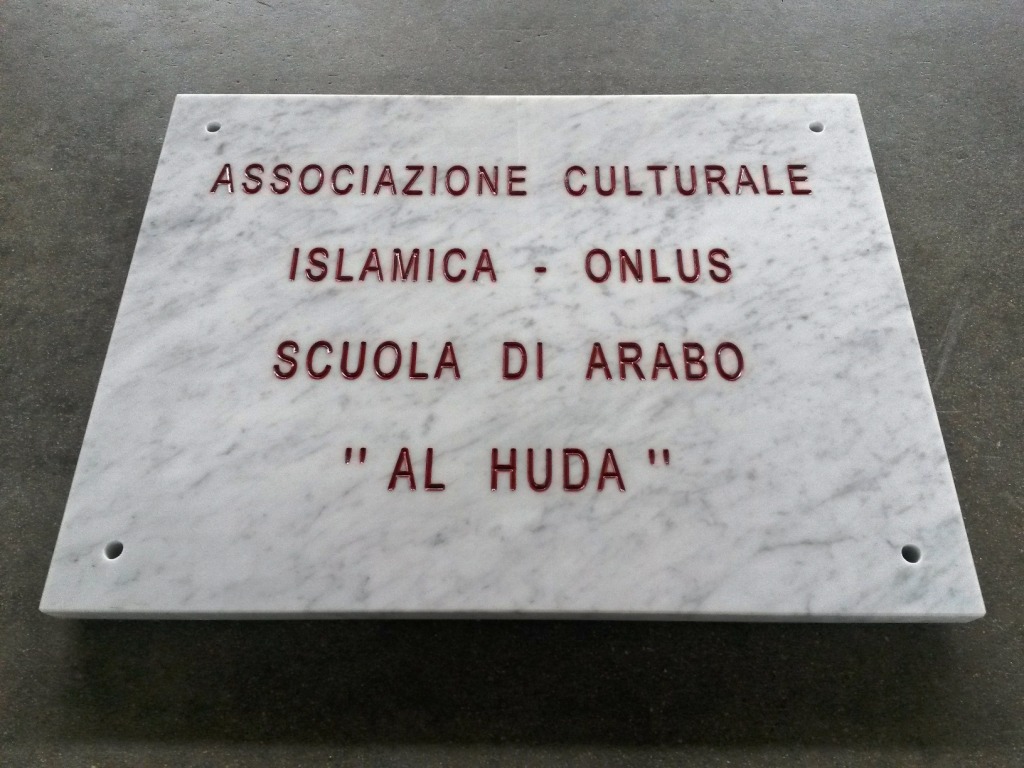 ASSOCIAZIONE CULTURALE
ISLAMICA - ONLUS
SCUOLA DI ARABO
"AL HUDA"